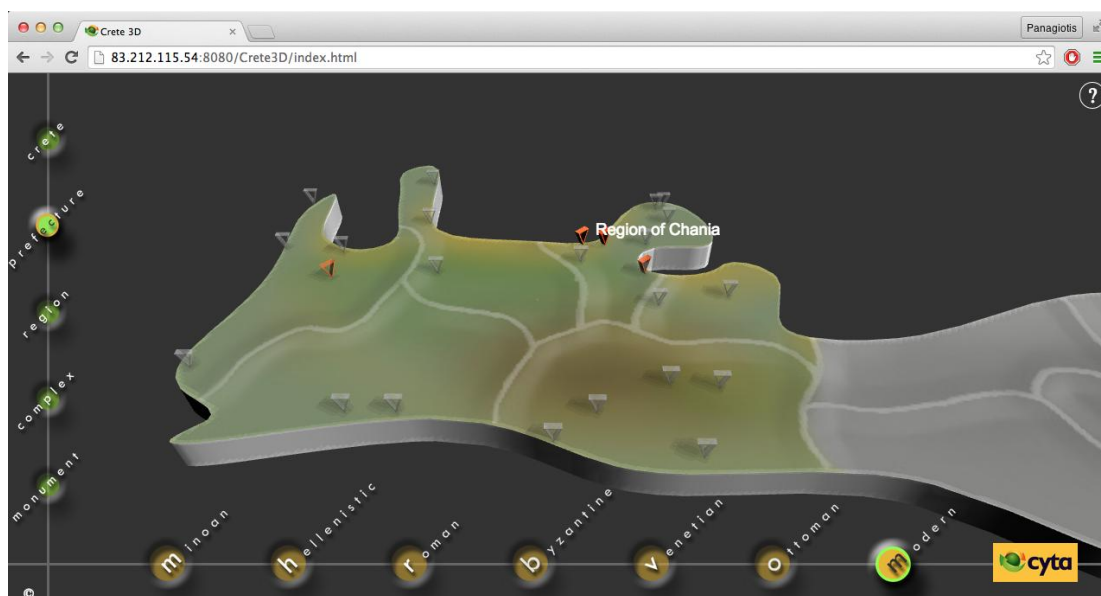 Crete 3D
Panagiotis
83.212.115.54:8080/Crete3D/index.html
?
crete
prefecture
Region of Chania
region
complex
monument
minoan
hellenistic
roman
byzantine
venetian
ottoman
modern
cyta
©